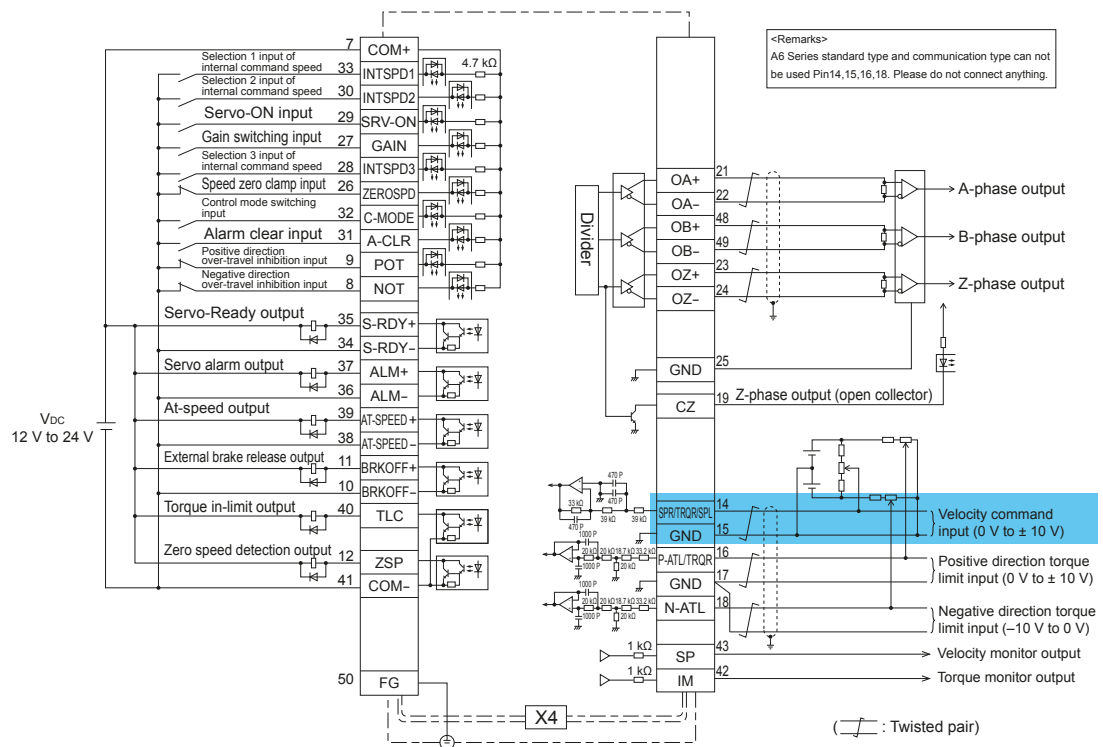 7 COM+
Selection 1 input of
internal command speed
33 INTSPD1
4.7 kΩ
Selection 2 input of
internal command speed
30 INTSPD2
Servo-ON input 29 SRV-ON
Gain switching input 27 GAIN
Selection 3 input of
internal command speed
28 INTSPD3
Speed zero clamp input 26 ZEROSPD
Control mode switching
input
32 C-MODE
Alarm clear input 31 A-CLR
Positive direction
over-travel inhibition input
9 POT
Negative direction
over-travel inhibition input
8 NOT
Servo-Ready output 35 S-RDY+
34 S-RDY−
Servo alarm output 37 ALM+
36 ALM−
At-speed output 39 AT-SPEED+
38 AT-SPEED−
VDC
12 V to 24 V
External brake release output 11 BRKOFF+
10 BRKOFF−
Torque in-limit output 40 TLC
Zero speed detection output 12 ZSP
41 COM−
50 FG
X4
<Remarks>
A6 Series standard type and communication type can not
be used Pin14,15,16,18. Please do not connect anything.
Divider
OA+ 21
OA− 22
A-phase output
OB+ 48
OB− 49
B-phase output
OZ+ 23
OZ− 24
Z-phase output
GND 25
CZ 19 Z-phase output (open collector)
470 P
470 P
33 kΩ
470 P
39 kΩ
39 kΩ
SPR/TRQR/SPL 14
GND 15
Velocity command
input (0 V to ± 10 V)
1000 P
20 kΩ 20 kΩ 18.7 kΩ 33.2 kΩ
1000 P
20 kΩ
P-ATL/TRQR 16
GND 17
Positive direction torque
limit input (0 V to ± 10 V)
1000 P
20 kΩ 20 kΩ 18.7 kΩ 33.2 kΩ
1000 P
20 kΩ
N-ATL 18
Negative direction torque
limit input (−10 V to 0 V)
1 kΩ
SP 43 Velocity monitor output
1 kΩ
IM 42 Torque monitor output
( : Twisted pair)